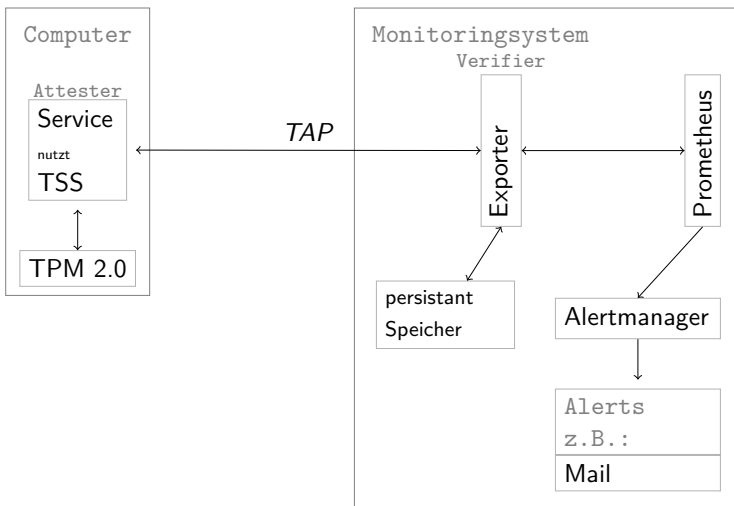 Computer
Attester
Service
nutzt
TSS
TPM 2.0
TAP
Monitoringsystem
Verifier
Exporter
Prometheus
persistant
Speicher
Alertmanager
Alerts
z.B.:
Mail